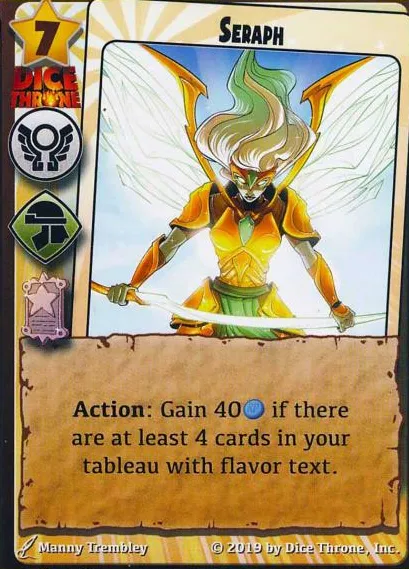 7
SERAPH
DICE
THRONE
Action: Gain 40 if there
are at least 4 cards in your
tableau with flavor text.
Manny Trembley
© 2019 by Dice Throne, Inc.